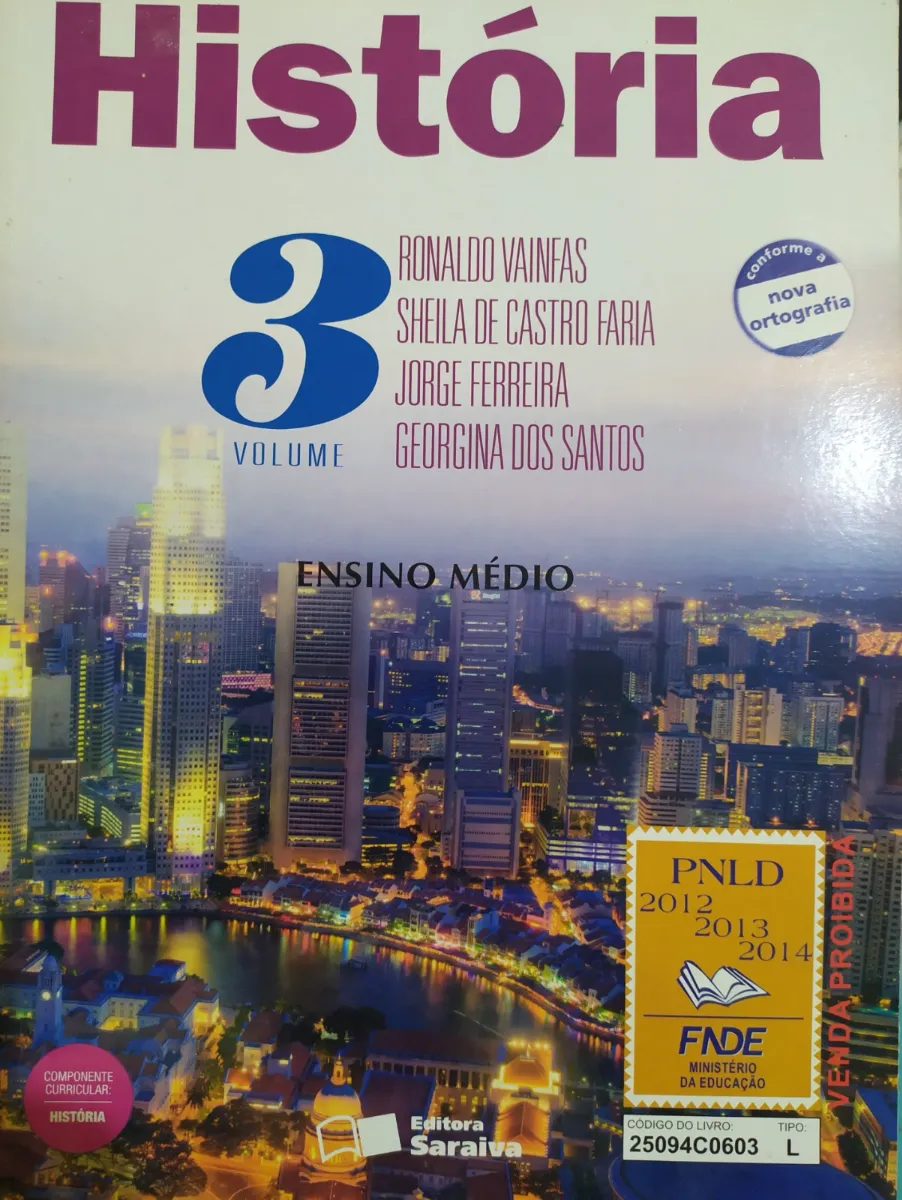 História
3
VOLUME
RONALDO VAINFAS
SHEILA DE CASTRO FARIA
JORGE FERREIRA
GEORGINA DOS SANTOS
conforme a
nova
ortografia
ENSINO MÉDIO
PNLD
2012
2013
2014
FNDE
MINISTÉRIO
DA EDUCAÇÃO
VENDA PROIBIDA
COMPONENTE
CURRICULAR:
HISTÓRIA
Editora
Saraiva
CÓDIGO DO LIVRO:
25094C0603
TIPO:
L